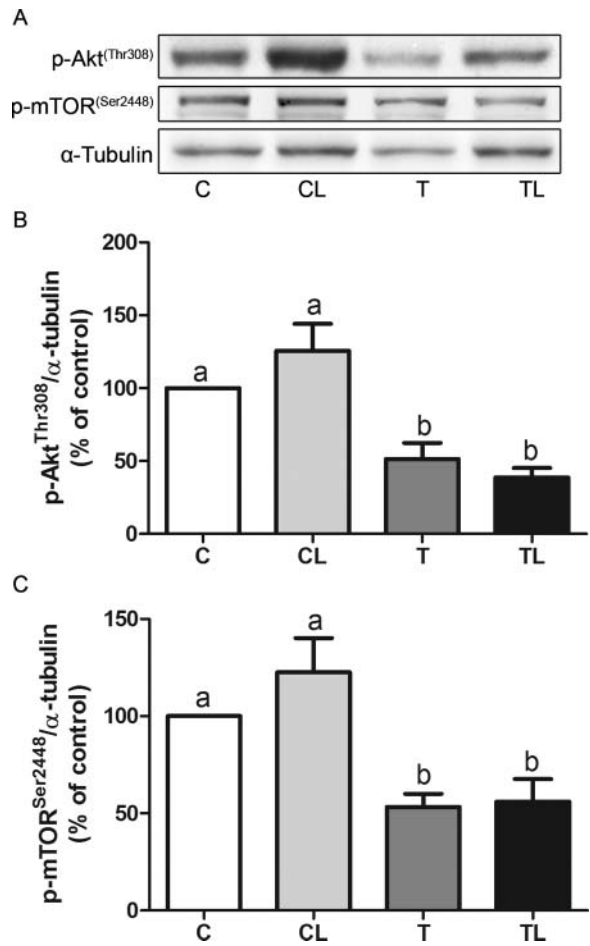 A
p-Akt(Thr308)
p-mTOR(Ser2448)
α-Tubulin
C CL T TL
B
p-AktThr308/α-tubulin
(% of control)
200
150
100
50
0
a
a
b
b
C CL T TL
C
p-mTORSer2448/α-tubulin
(% of control)
150
100
50
0
a
a
b
b
C CL T TL